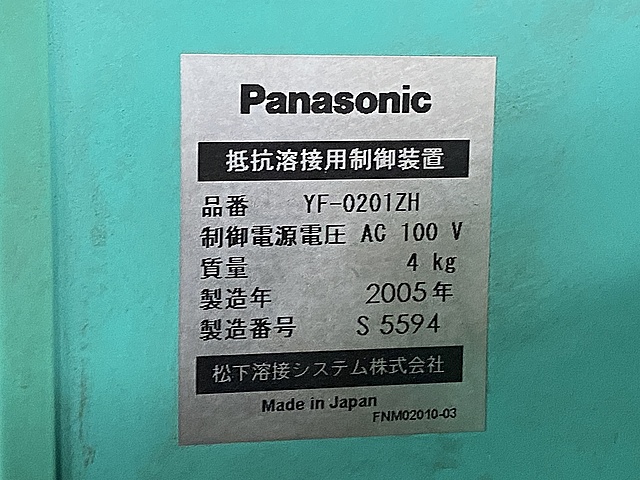 Panasonic
抵抗溶接用制御装置
品番 YF-0201ZH
制御電源電圧 AC 100 V
質量 4 kg
製造年 2005年
製造番号 S 5594
松下溶接システム株式会社
Made in Japan
FNM02010-03